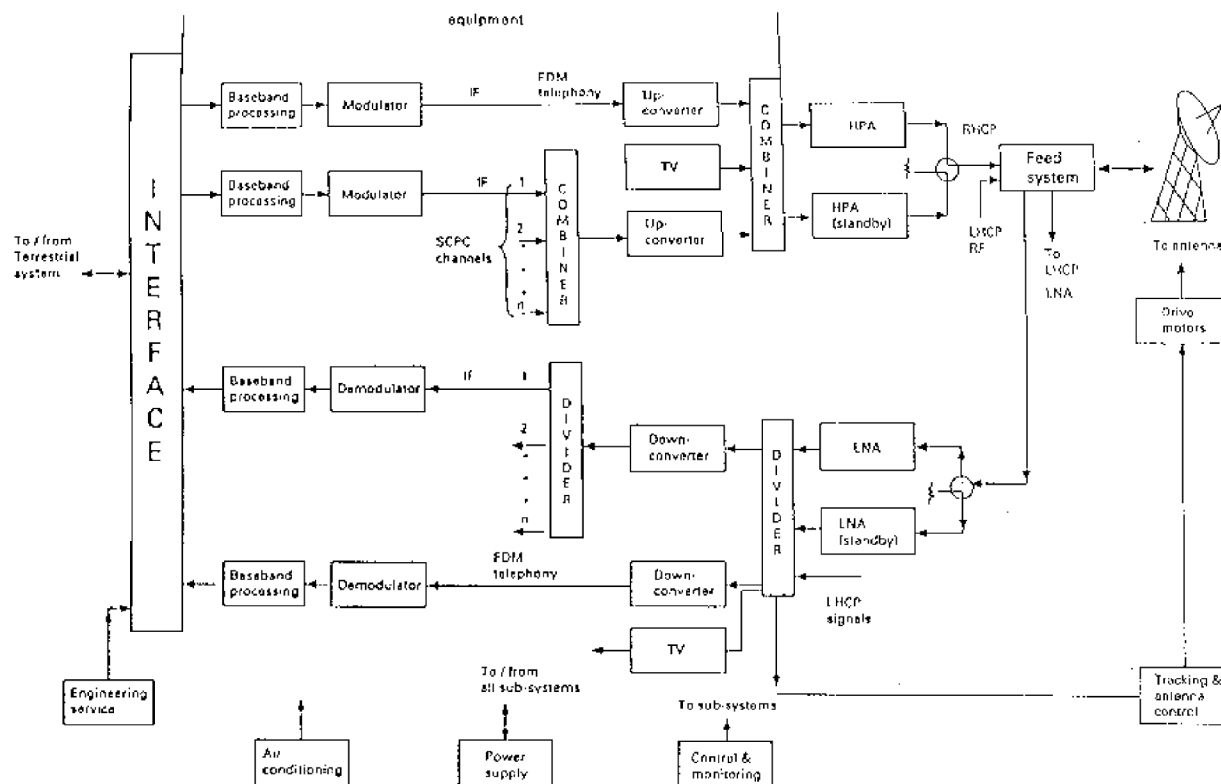 equipment
Baseband
processing
Modulator
IF
FDM
telephony
Up-
converter
COMBINER
HPA
RHCP
Feed
system
TV
Baseband
processing
Modulator
IF
1
2
n
SCPC
channels
COMBINER
Up-
converter
HPA
(standby)
LHCP
RF
To
LHCP
LNA
To antenna
Drive
motors
To / from
Terrestrial
system
INTERFACE
Baseband
processing
Demodulator
IF
1
2
n
DIVIDER
Down-
converter
DIVIDER
LNA
LNA
(standby)
Baseband
processing
Demodulator
FDM
telephony
Down-
converter
LHCP
signals
TV
Engineering
service
To / from
all sub-systems
To sub-systems
Tracking &
antenna
control
Air
conditioning
Power
supply
Control &
monitoring